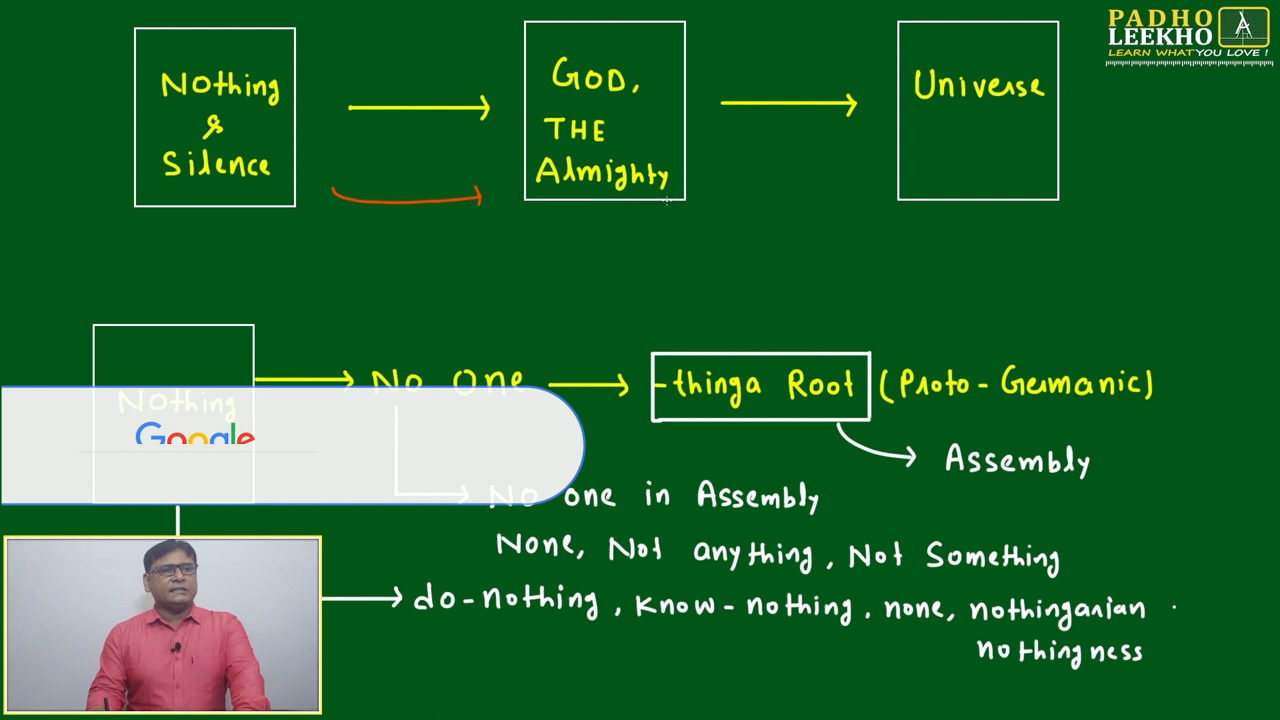 PADHO
LEEKHO
LEARN WHAT YOU LOVE !
Nothing
&
Silence
GOD,
THE
Almighty
Universe
Nothing
No one
-thinga Root
(Proto-Germanic)
Google
Assembly
No one in Assembly
None, Not anything, Not Something
do-nothing, know-nothing, none, nothingarian
nothingness